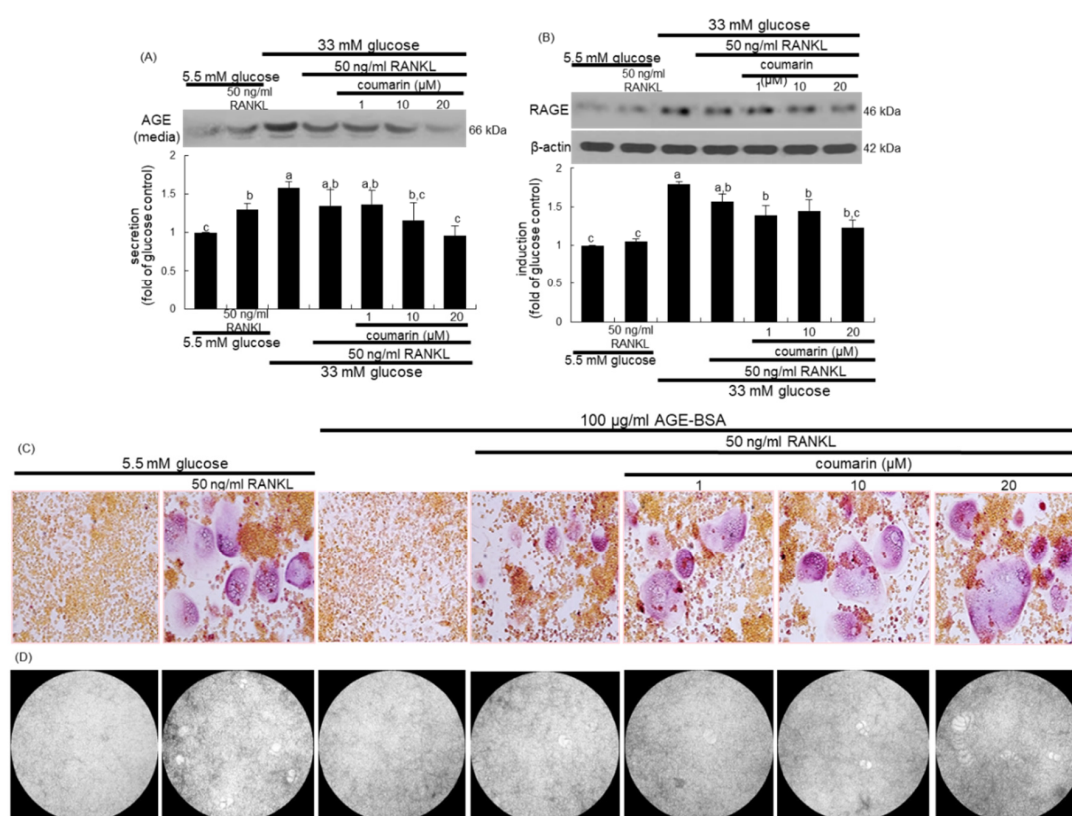 (A)
33 mM glucose
50 ng/ml RANKL
5.5 mM glucose
50 ng/ml
RANKL
coumarin (µM)
1 10 20
AGE
(media)
66 kDa
2
1.5
1
0.5
0
secretion
(fold of glucose control)
c b a a,b a,b b,c c
50 ng/ml
RANKL
1 10 20
5.5 mM glucose
coumarin (µM)
50 ng/ml RANKL
33 mM glucose
(B)
33 mM glucose
50 ng/ml RANKL
5.5 mM glucose
50 ng/ml
RANKL
coumarin
(µM)
1 10 20
RAGE
46 kDa
β-actin
42 kDa
2
1.5
1
0.5
0
induction
(fold of glucose control)
c c a a,b b b b,c
50 ng/ml
RANKL
1 10 20
5.5 mM glucose
coumarin (µM)
50 ng/ml RANKL
33 mM glucose
100 µg/ml AGE-BSA
(C)
50 ng/ml RANKL
5.5 mM glucose
coumarin (µM)
50 ng/ml RANKL
1 10 20
(D)